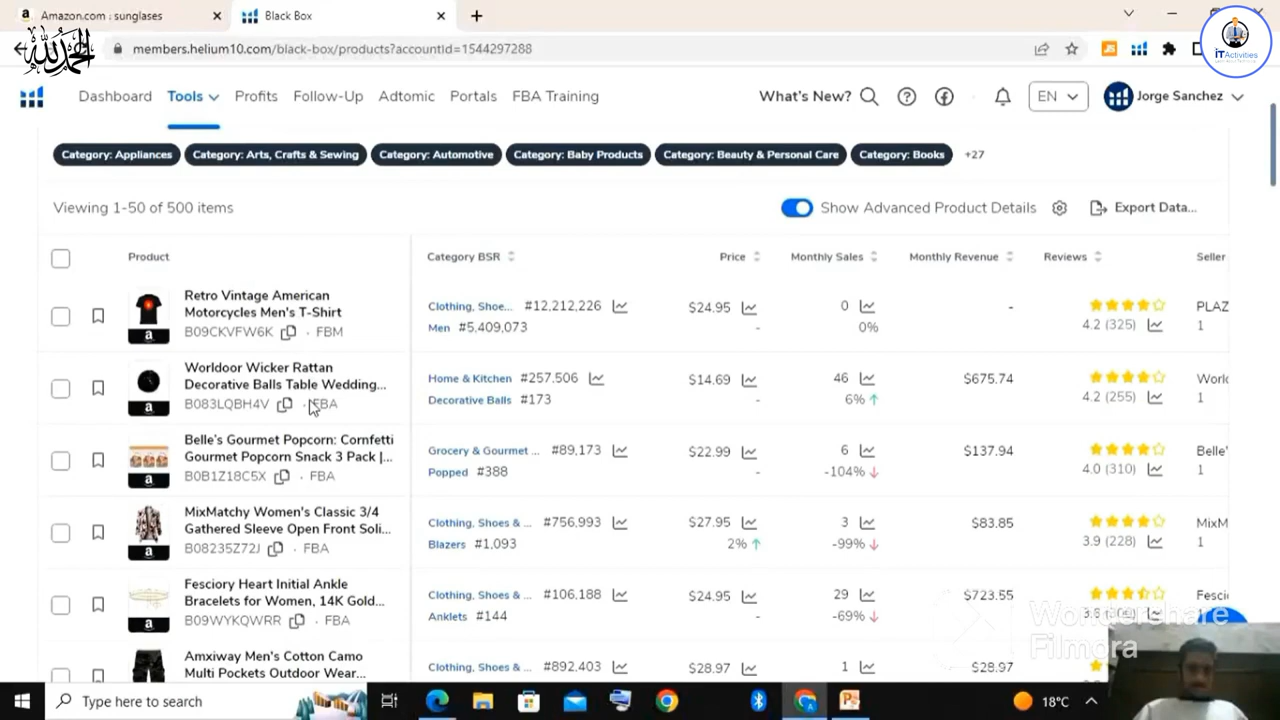 Amazon.com : sunglases
Black Box
الحمد لله
members.helium10.com/black-box/products?accountId=1544297288
iT Activities
Dashboard Tools Profits Follow-Up Adtomic Portals FBA Training What's New? EN Jorge Sanchez
Category: Appliances Category: Arts, Crafts & Sewing Category: Automotive Category: Baby Products Category: Beauty & Personal Care Category: Books +27
Viewing 1-50 of 500 items Show Advanced Product Details Export Data...
Product Category BSR Price Monthly Sales Monthly Revenue Reviews Seller
Retro Vintage American
Motorcycles Men's T-Shirt
B09CKVFW6K · FBM
Clothing, Shoe... #12,212,226
Men #5,409,073
$24.95
-
0
0%
-
4.2 (325)
PLAZ
1
Worldoor Wicker Rattan
Decorative Balls Table Wedding...
B083LQBH4V · FBA
Home & Kitchen #257,506
Decorative Balls #173
$14.69
-
46
6%
$675.74
4.2 (255)
Worl
1
Belle's Gourmet Popcorn: Cornfetti
Gourmet Popcorn Snack 3 Pack |...
B0B1Z18C5X · FBA
Grocery & Gourmet ... #89,173
Popped #388
$22.99
-
6
-104%
$137.94
4.0 (310)
Belle'
1
MixMatchy Women's Classic 3/4
Gathered Sleeve Open Front Soli...
B08235Z72J · FBA
Clothing, Shoes & ... #756,993
Blazers #1,093
$27.95
2%
3
-99%
$83.85
3.9 (228)
MixM
1
Fesciory Heart Initial Ankle
Bracelets for Women, 14K Gold...
B09WYKQWRR · FBA
Clothing, Shoes & ... #106,188
Anklets #144
$24.95
-
29
-69%
$723.55
Fesci
Amxiway Men's Cotton Camo
Multi Pockets Outdoor Wear...
Clothing, Shoes & ... #892,403
$28.97
1
$28.97
Wondershare
Filmora
Type here to search
18°C